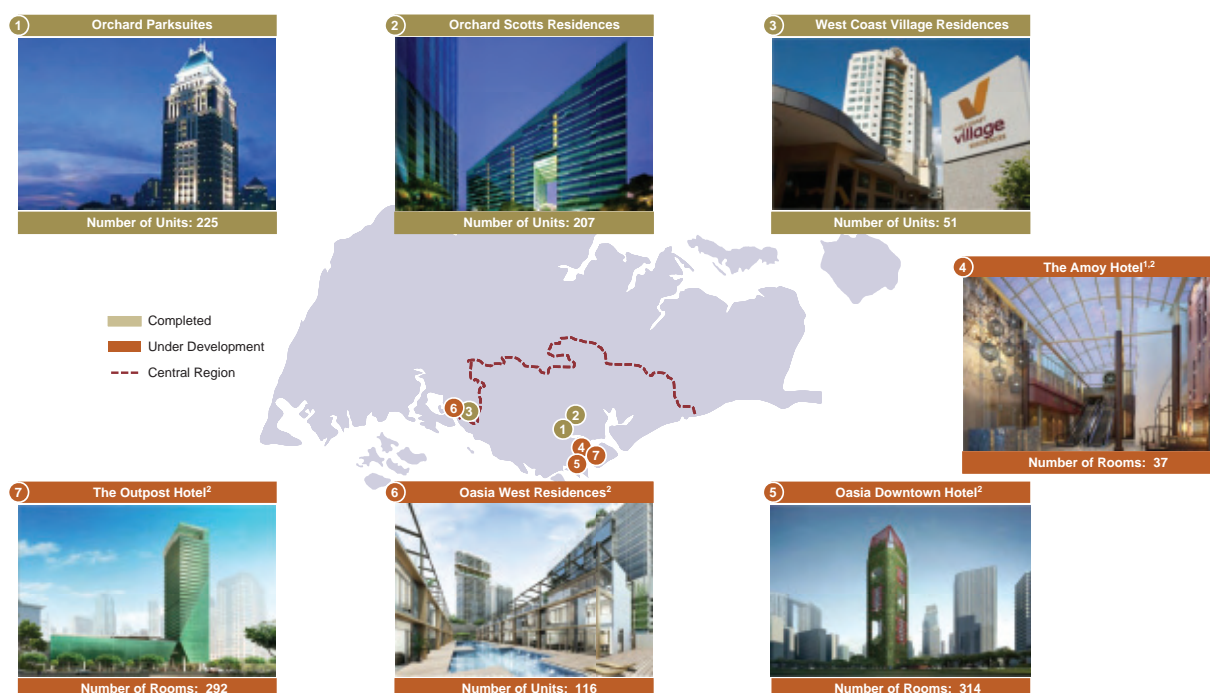 1 Orchard Parksuites
Number of Units: 225
2 Orchard Scotts Residences
Number of Units: 207
3 West Coast Village Residences
village
Number of Units: 51
4 The Amoy Hotel1,2
Number of Rooms: 37
Completed
Under Development
Central Region
6 3
2
1
4
7
5
7 The Outpost Hotel2
Number of Rooms: 292
6 Oasia West Residences2
Number of Units: 116
5 Oasia Downtown Hotel2
Number of Rooms: 314